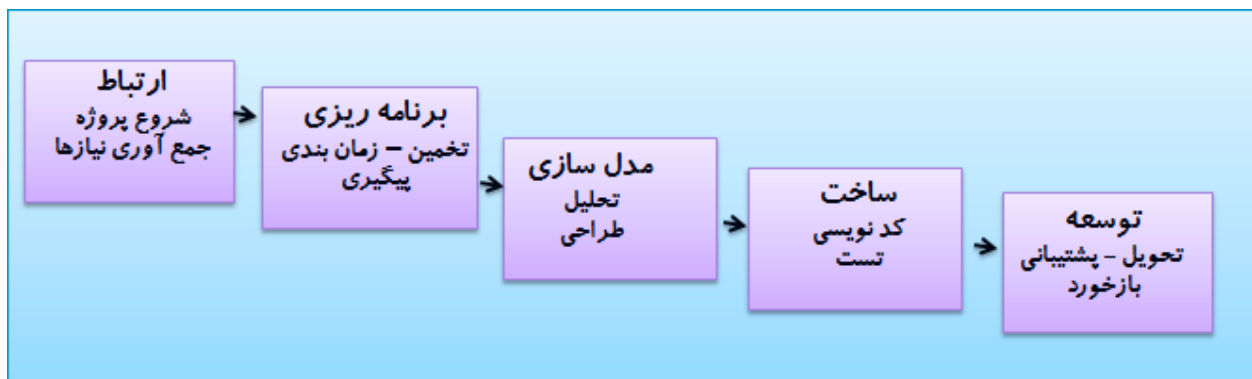 ارتباط
شروع پروژه
جمع آوری نیازها
برنامه ریزی
تخمین – زمان بندی
پیگیری
مدل سازی
تحلیل
طراحی
ساخت
کد نویسی
تست
توسعه
تحویل – پشتیبانی
بازخورد